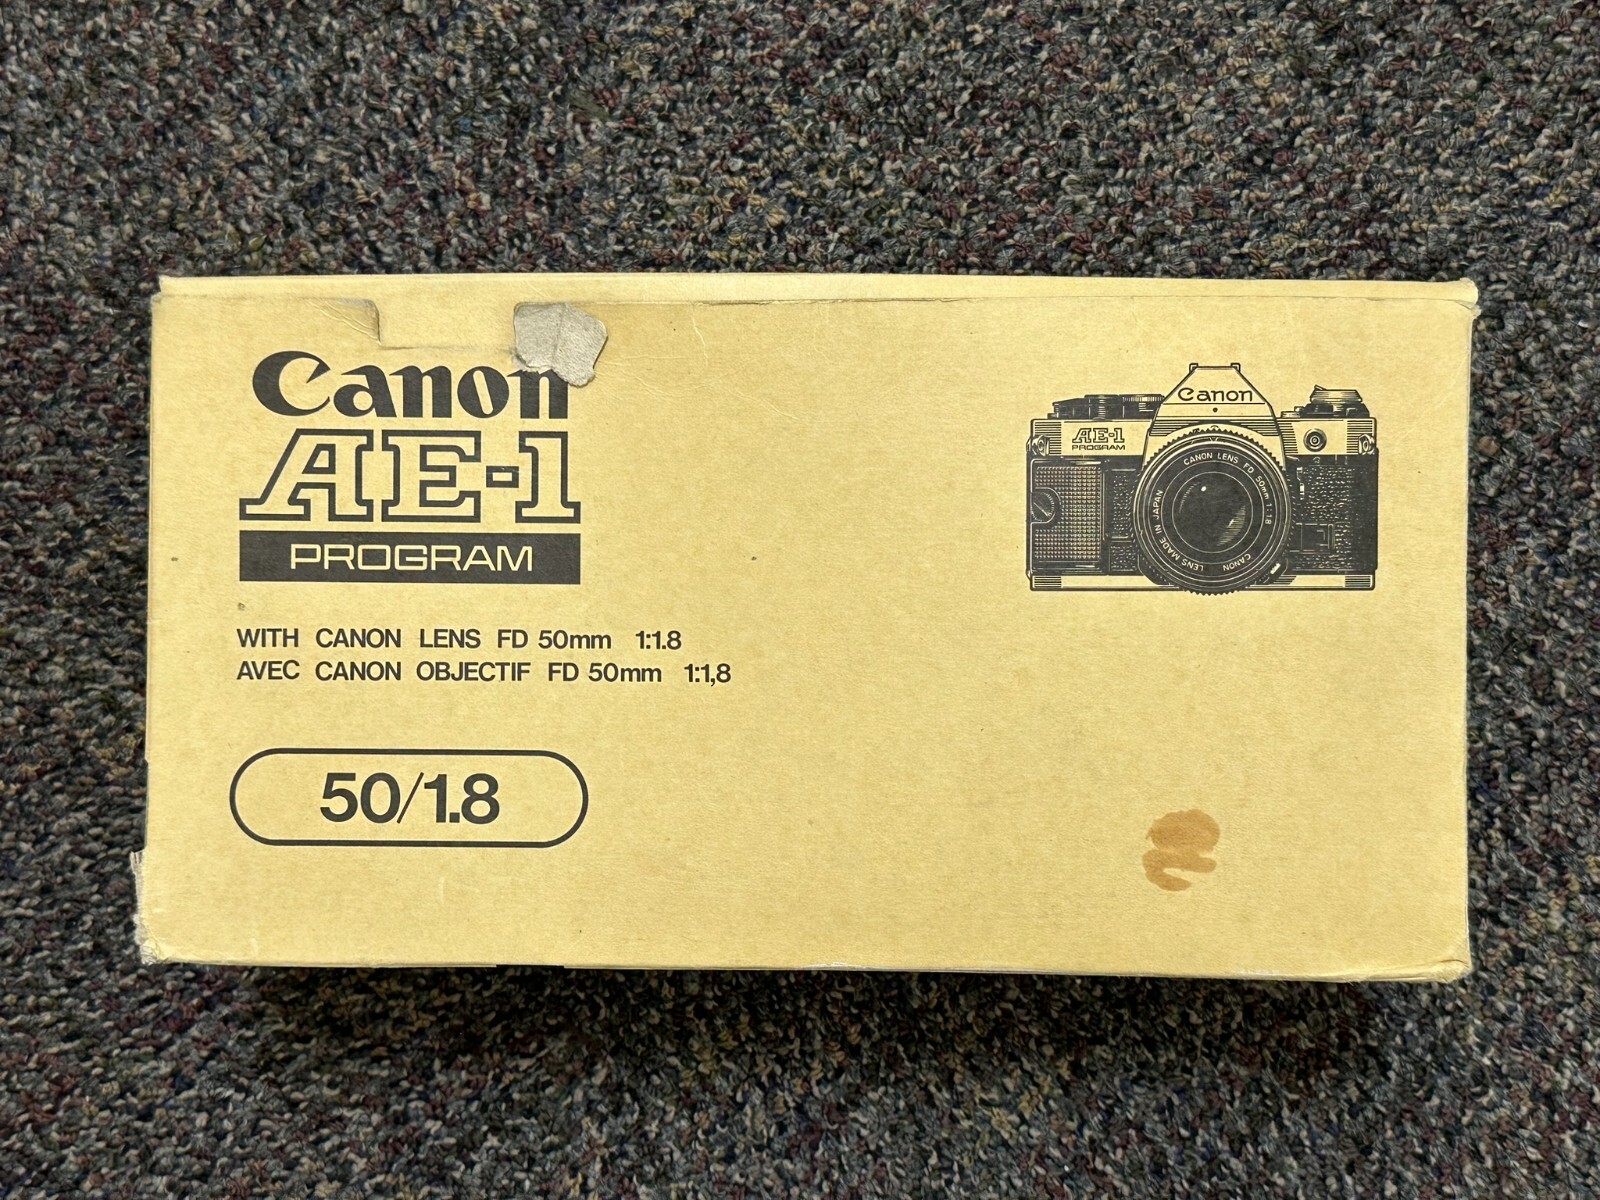 Canon
AE-1
PROGRAM
WITH CANON LENS FD 50mm 1:1.8
AVEC CANON OBJECTIF FD 50mm 1:1,8
50/1.8
Canon
AE-1
PROGRAM
CANON LENS FD 50mm 1:1.8
CANON LENS MADE IN JAPAN